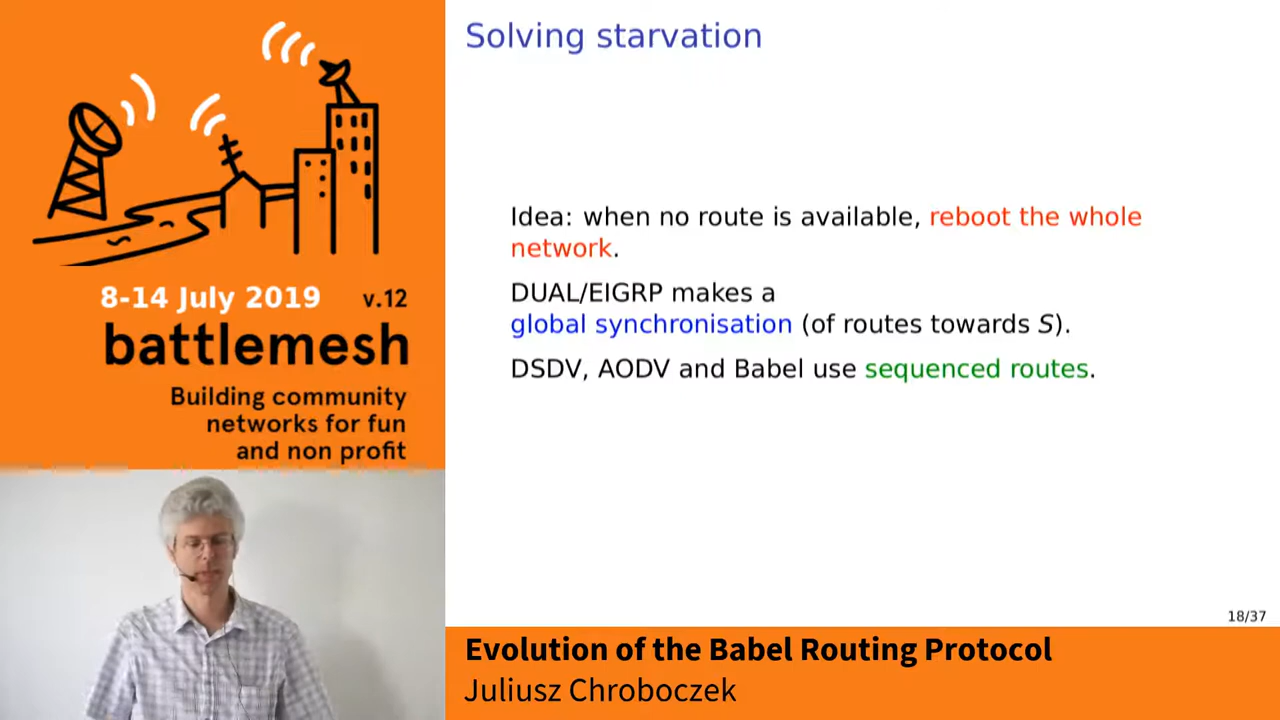 8-14 July 2019 v.12
battlemesh
Building community
networks for fun
and non profit
Solving starvation
Idea: when no route is available, reboot the whole
network.
DUAL/EIGRP makes a
global synchronisation (of routes towards S).
DSDV, AODV and Babel use sequenced routes.
18/37
Evolution of the Babel Routing Protocol
Juliusz Chroboczek